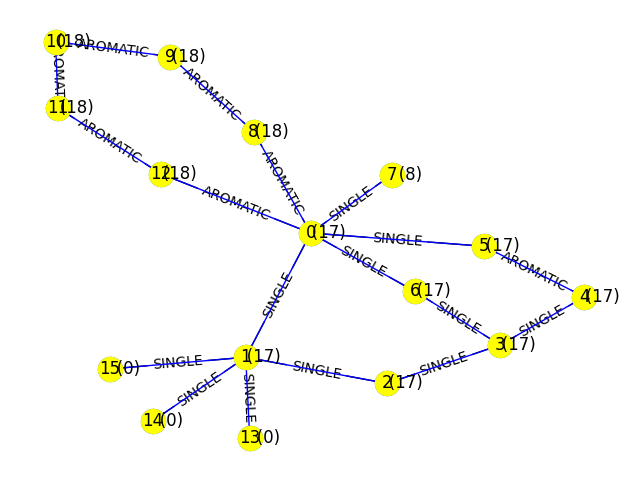 10(18)
AROMATIC
9(18)
AROMATIC
11(18)
AROMATIC
8(18)
AROMATIC
AROMATIC
12(18)
AROMATIC
7(8)
SINGLE
0(17)
SINGLE
5(17)
AROMATIC
SINGLE
6(17)
4(17)
SINGLE
SINGLE
SINGLE
3(17)
1(17)
SINGLE
15(0)
SINGLE
SINGLE
2(17)
SINGLE
14(0)
SINGLE
13(0)